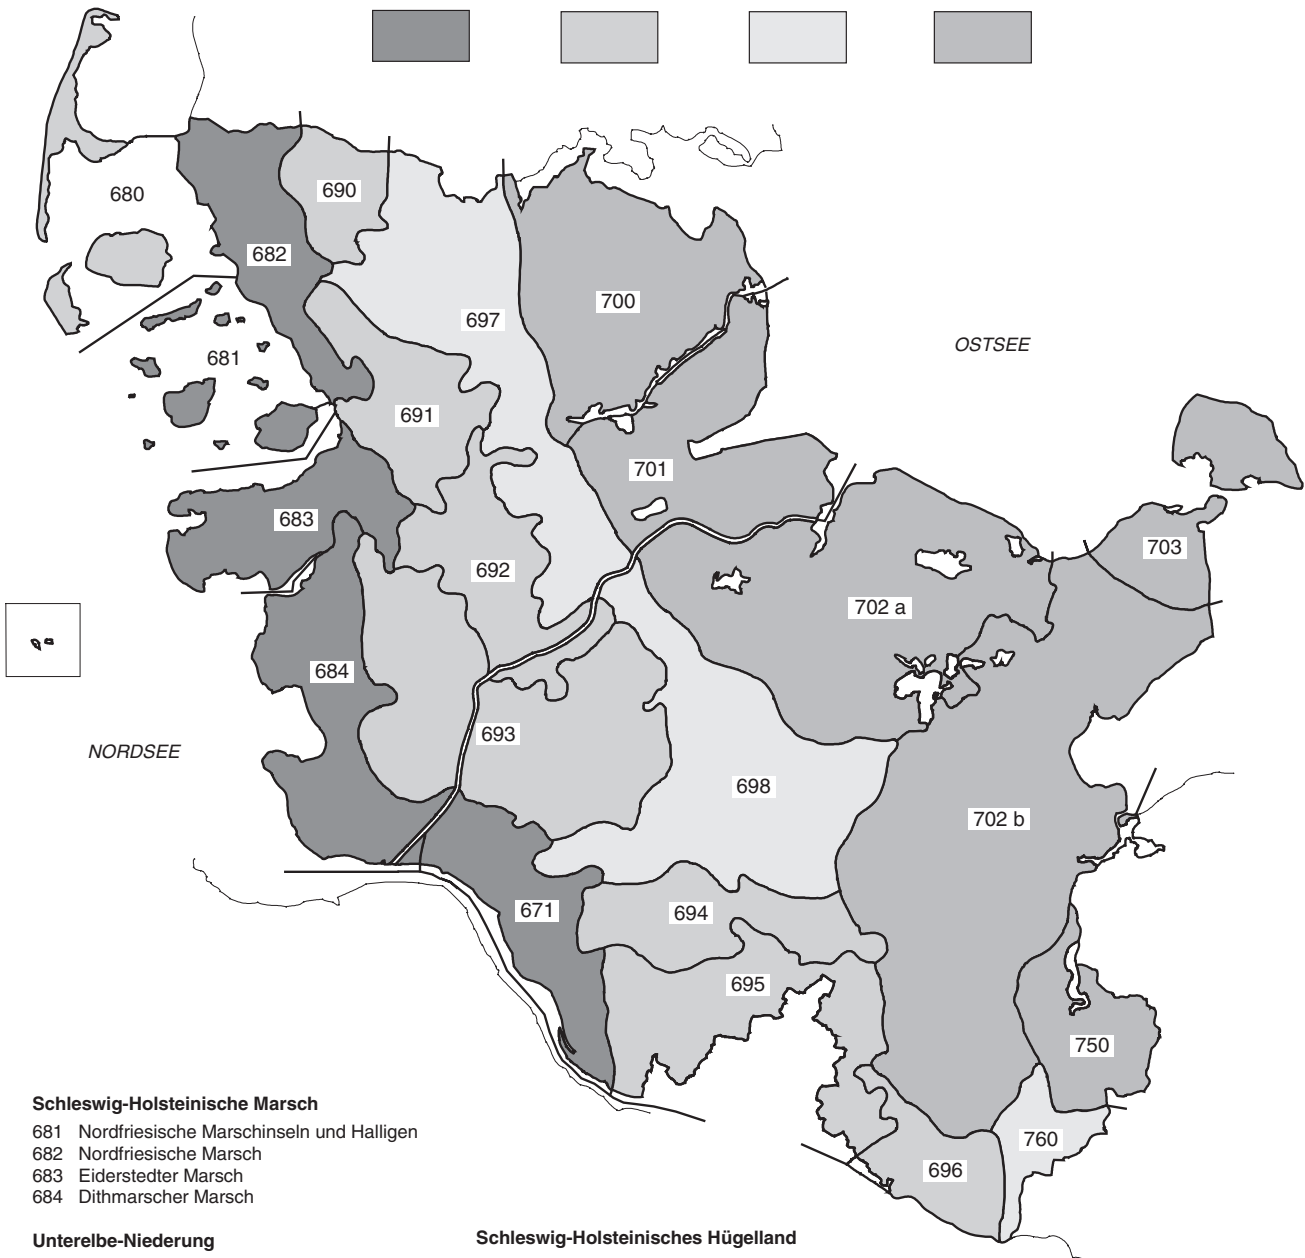 680
690
682
700
697
681
OSTSEE
691
701
683
703
692
702 a
684
693
NORDSEE
698
702 b
671
694
695
750
Schleswig-Holsteinische Marsch
681 Nordfriesische Marschinseln und Halligen
682 Nordfriesische Marsch
683 Eiderstedter Marsch
684 Dithmarscher Marsch
760
696
Unterelbe-Niederung
Schleswig-Holsteinisches Hügelland